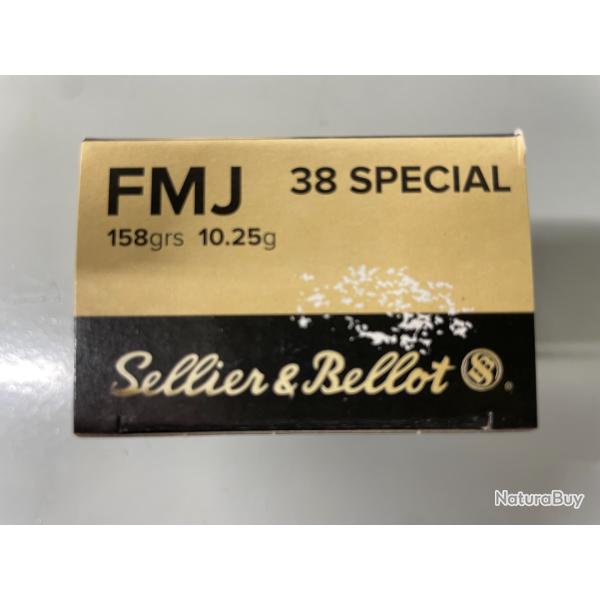 FMJ 38 SPECIAL
158grs 10.25g
Sellier & Bellot
NaturaBuy